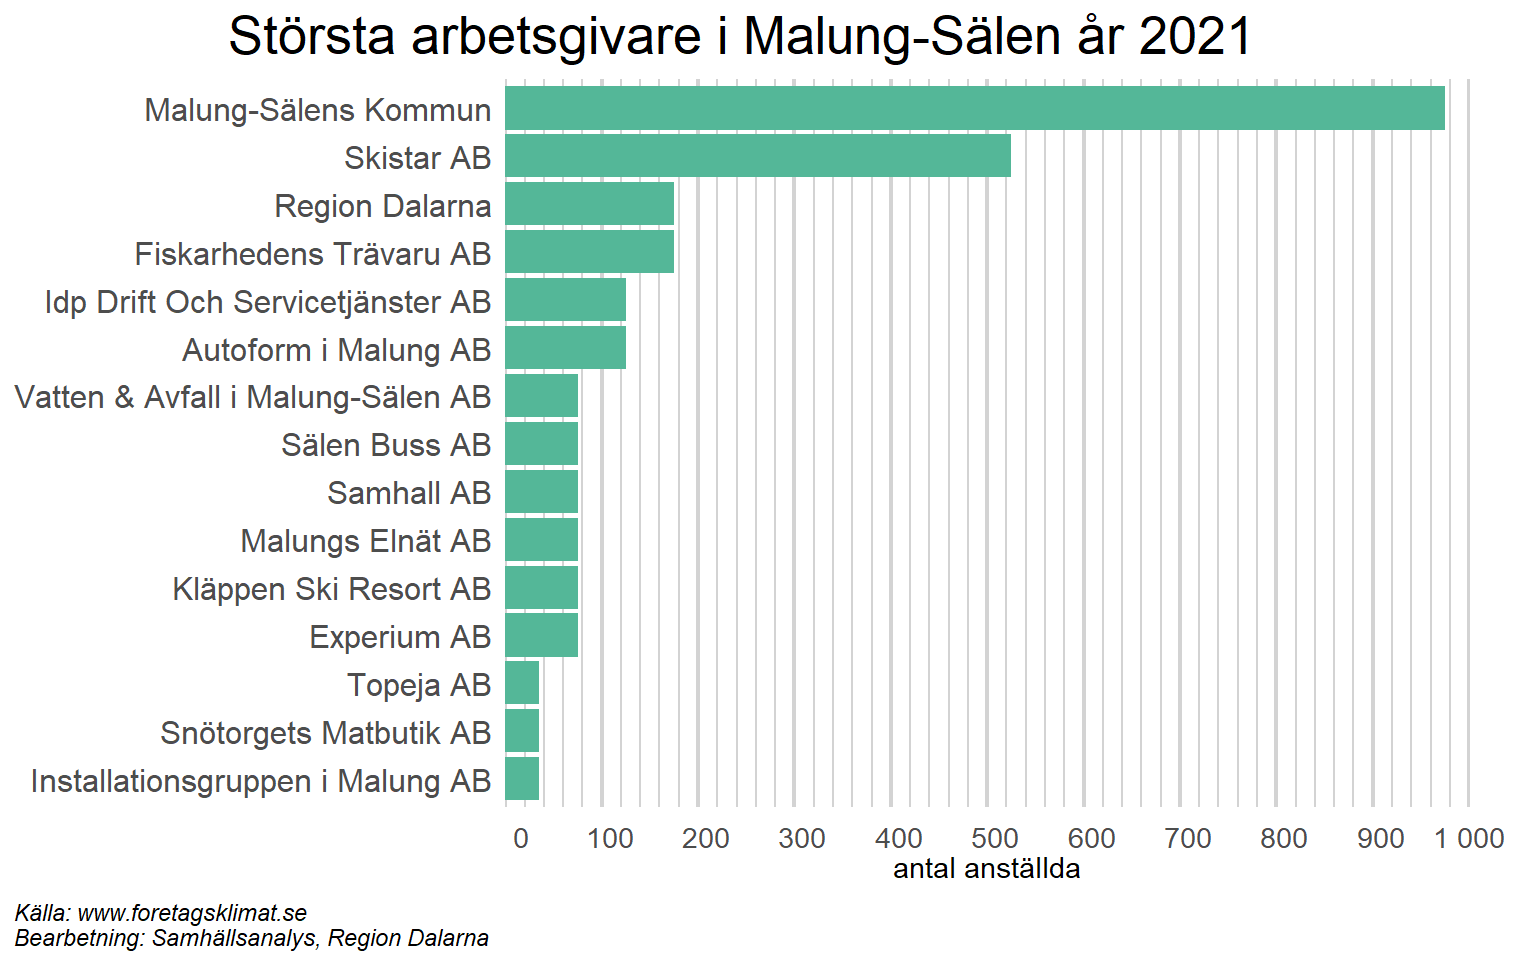 Största arbetsgivare i Malung-Sälen år 2021
Malung-Sälens Kommun
Skistar AB
Region Dalarna
Fiskarhedens Trävaru AB
Idp Drift Och Servicetjänster AB
Autoform i Malung AB
Vatten & Avfall i Malung-Sälen AB
Sälen Buss AB
Samhall AB
Malungs Elnät AB
Kläppen Ski Resort AB
Experium AB
Topeja AB
Snötorgets Matbutik AB
Installationsgruppen i Malung AB
0 100 200 300 400 500 600 700 800 900 1 000
antal anställda
Källa: www.foretagsklimat.se
Bearbetning: Samhällsanalys, Region Dalarna